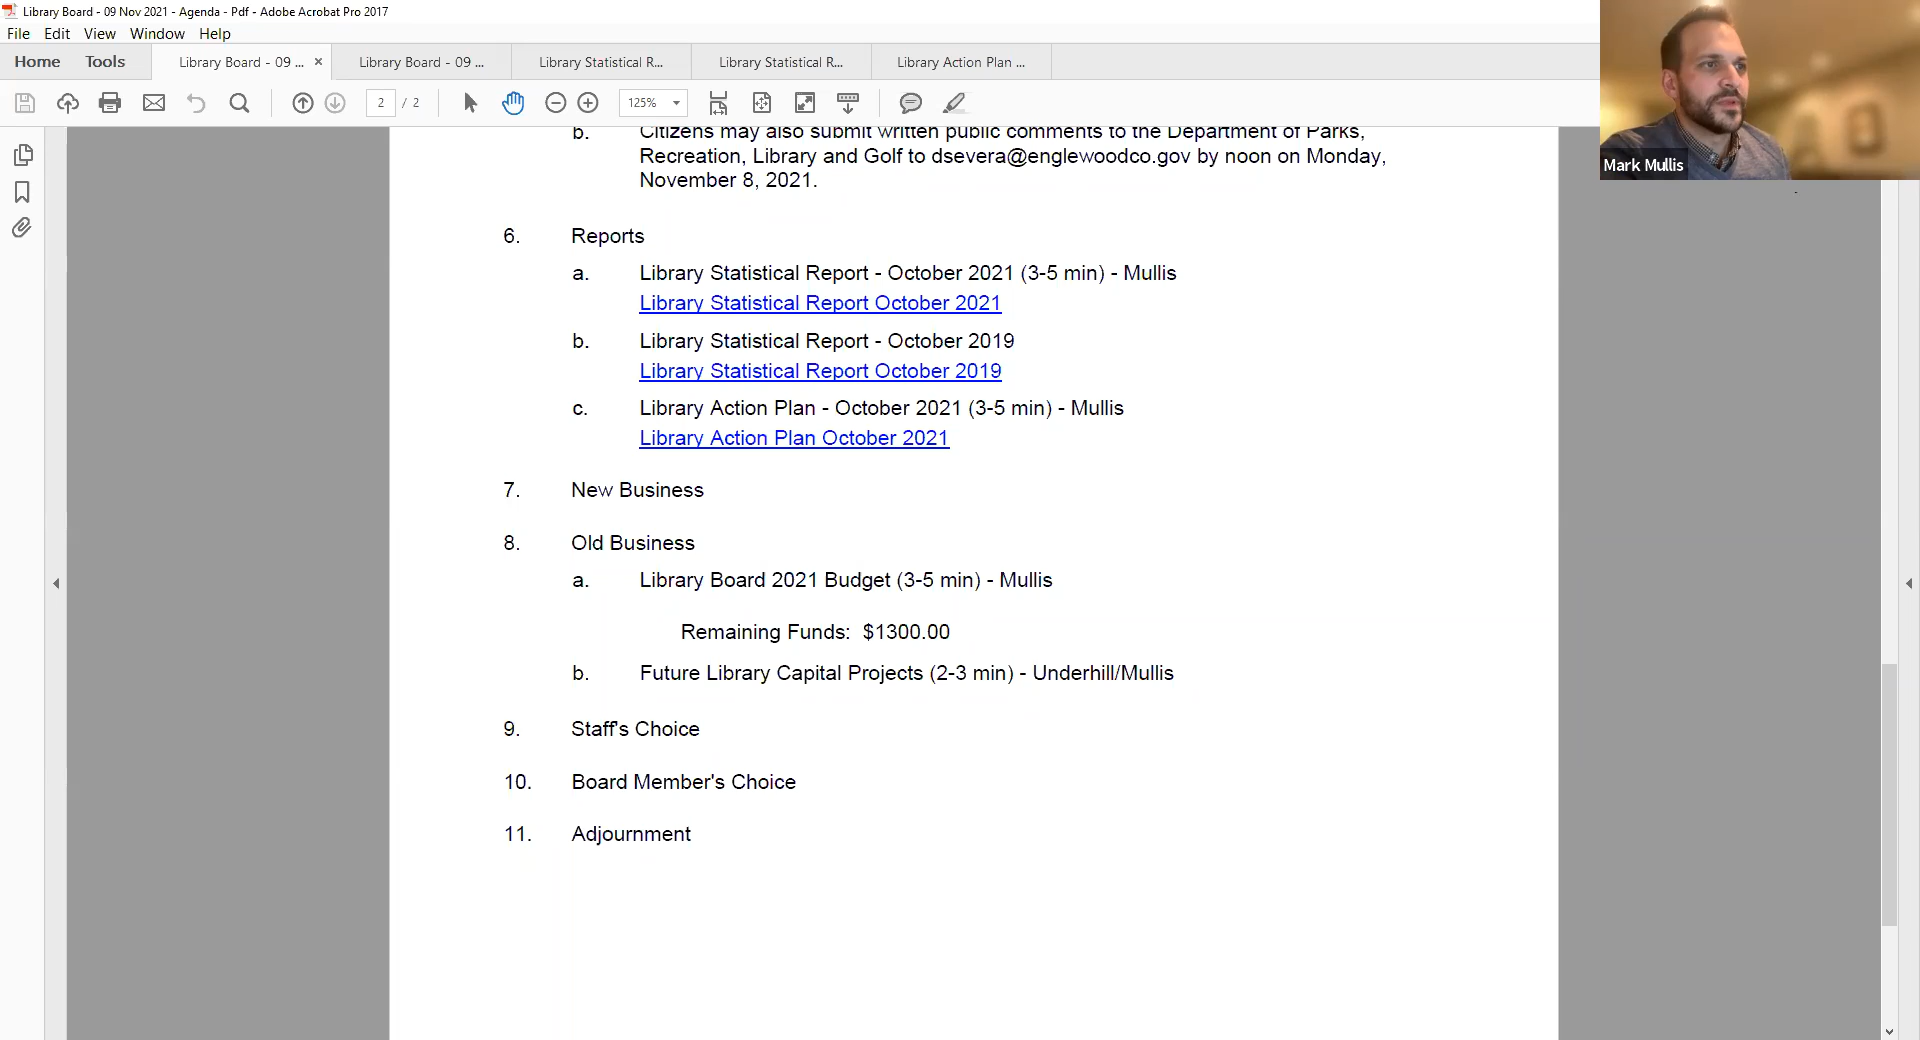 Library Board - 09 Nov 2021 - Agenda - Pdf - Adobe Acrobat Pro 2017
File Edit View Window Help
Home Tools Library Board - 09 ... × Library Board - 09 ... Library Statistical R... Library Statistical R... Library Action Plan ...
2 / 2 125%
Mark Mullis
b. Citizens may also submit written public comments to the Department of Parks,
Recreation, Library and Golf to dsevera@englewoodco.gov by noon on Monday,
November 8, 2021.
6. Reports
a. Library Statistical Report - October 2021 (3-5 min) - Mullis
Library Statistical Report October 2021
b. Library Statistical Report - October 2019
Library Statistical Report October 2019
c. Library Action Plan - October 2021 (3-5 min) - Mullis
Library Action Plan October 2021
7. New Business
8. Old Business
a. Library Board 2021 Budget (3-5 min) - Mullis
Remaining Funds: $1300.00
b. Future Library Capital Projects (2-3 min) - Underhill/Mullis
9. Staff's Choice
10. Board Member's Choice
11. Adjournment